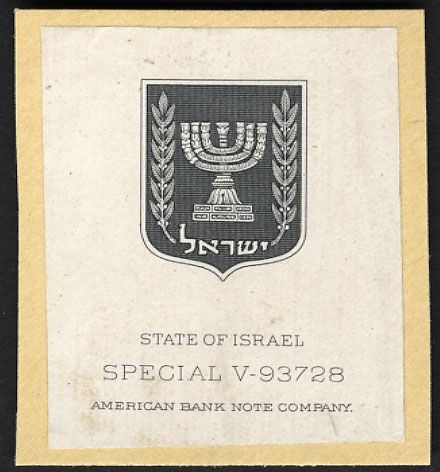 ישראל
STATE OF ISRAEL
SPECIAL V-93728
AMERICAN BANK NOTE COMPANY.